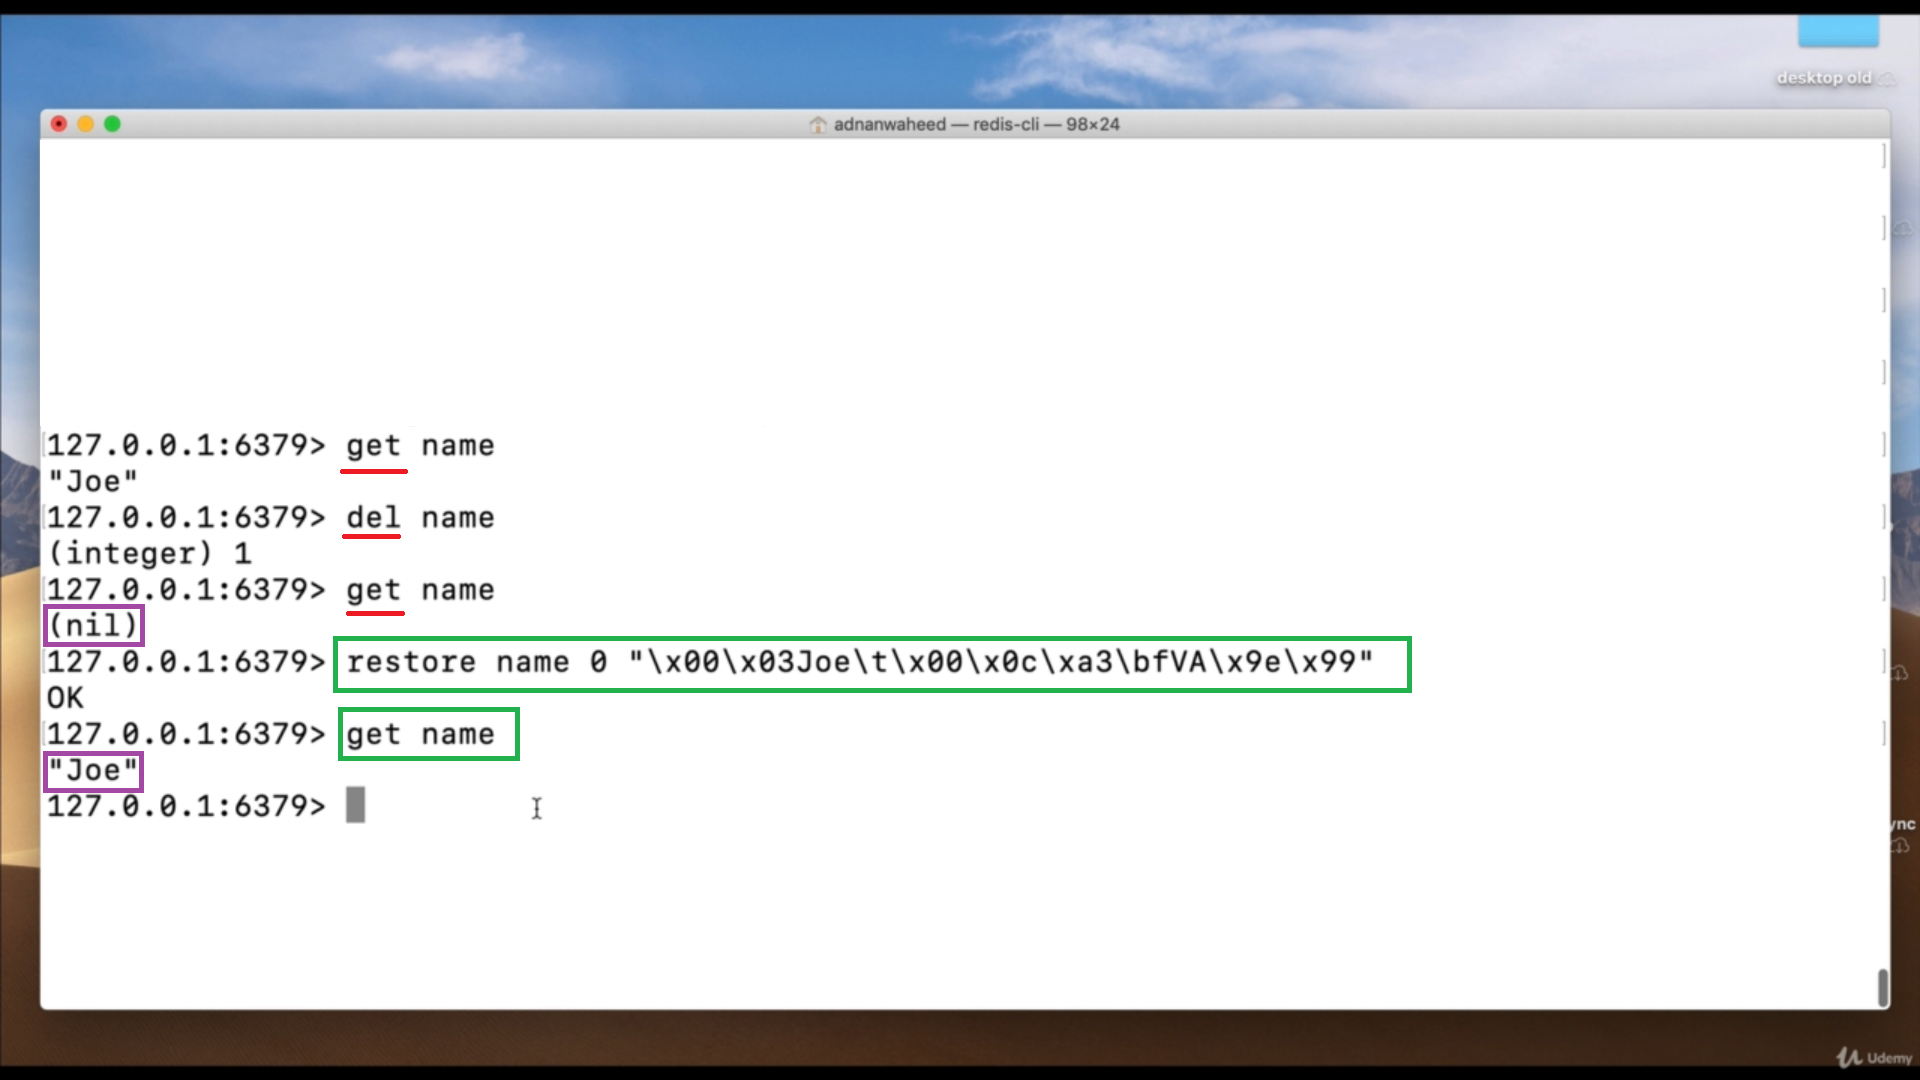 desktop old
adnanwaheed — redis-cli — 98×24
127.0.0.1:6379> get name
"Joe"
127.0.0.1:6379> del name
(integer) 1
127.0.0.1:6379> get name
(nil)
127.0.0.1:6379> restore name 0 "\x00\x03Joe\t\x00\x0c\xa3\bfVA\x9e\x99"
OK
127.0.0.1:6379> get name
"Joe"
127.0.0.1:6379>
ync
Udemy